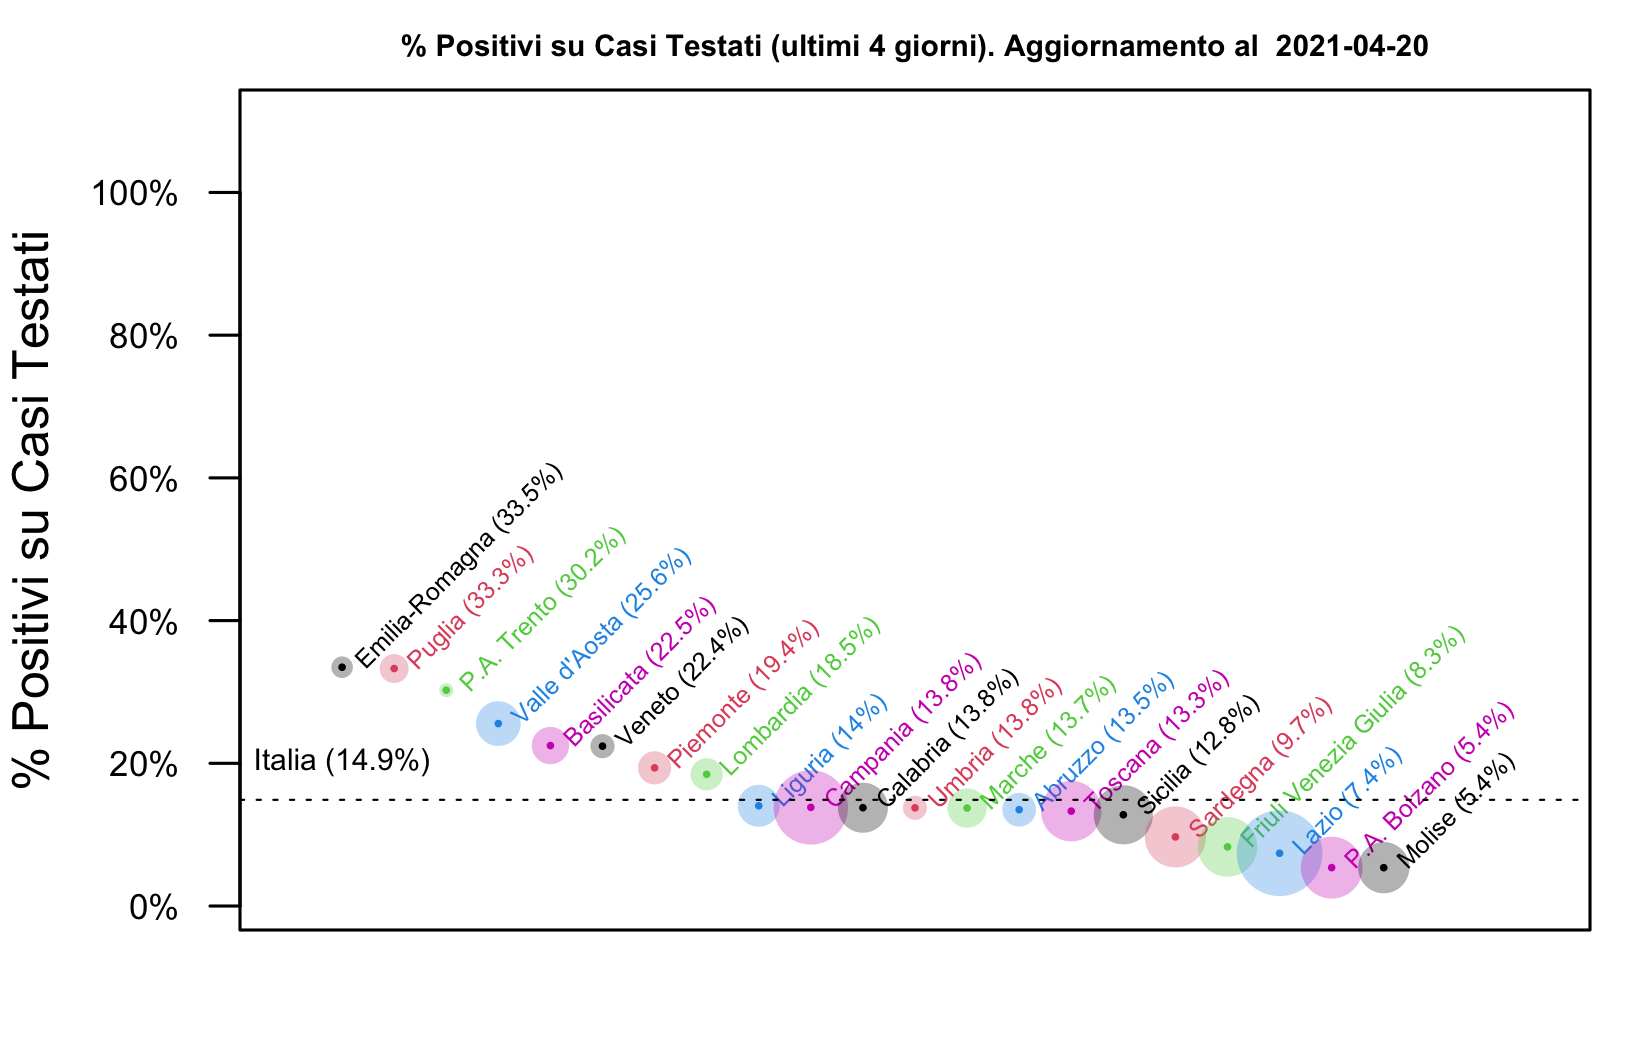 % Positivi su Casi Testati (ultimi 4 giorni). Aggiornamento al  2021-04-20
% Positivi su Casi Testati
100%
80%
60%
40%
20%
0%
Italia (14.9%)
Emilia-Romagna (33.5%)
Puglia (33.3%)
P.A. Trento (30.2%)
Valle d'Aosta (25.6%)
Basilicata (22.5%)
Veneto (22.4%)
Piemonte (19.4%)
Lombardia (18.5%)
Liguria (14%)
Campania (13.8%)
Calabria (13.8%)
Umbria (13.8%)
Marche (13.7%)
Abruzzo (13.5%)
Toscana (13.3%)
Sicilia (12.8%)
Sardegna (9.7%)
Friuli Venezia Giulia (8.3%)
Lazio (7.4%)
P.A. Bolzano (5.4%)
Molise (5.4%)